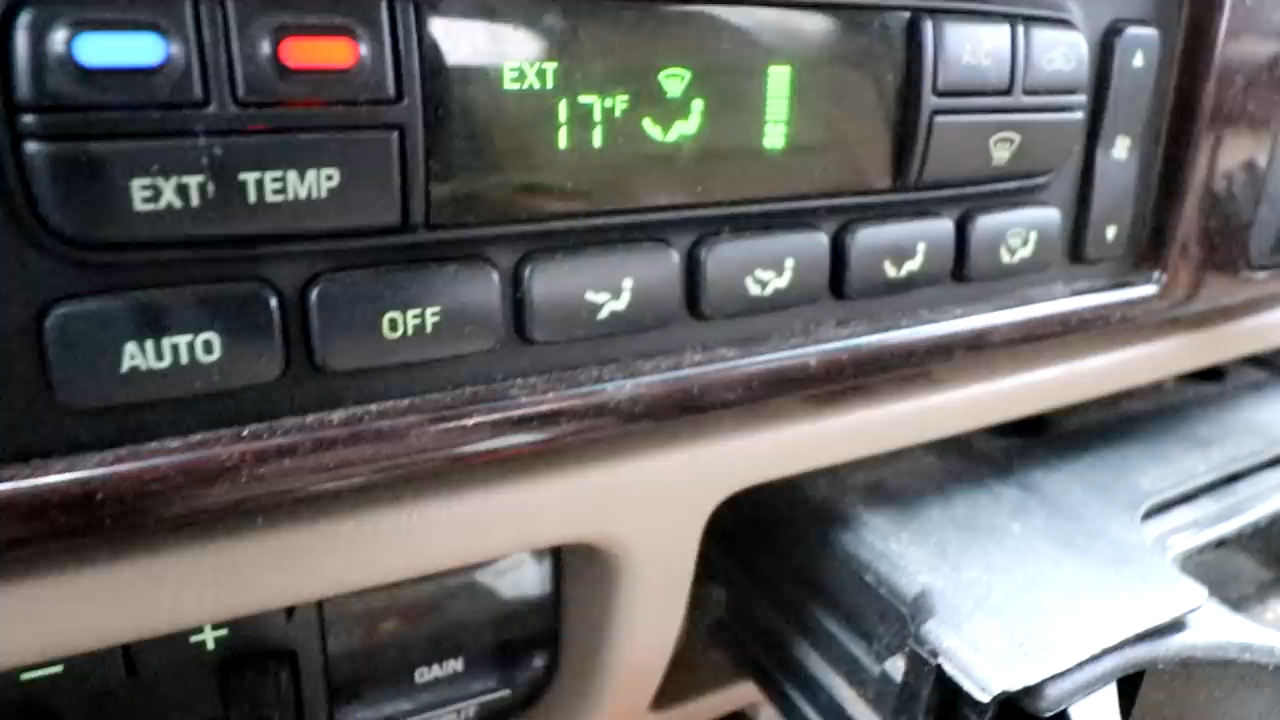 EXT
17°F
A/C
EXT TEMP
AUTO
OFF
- +
GAIN